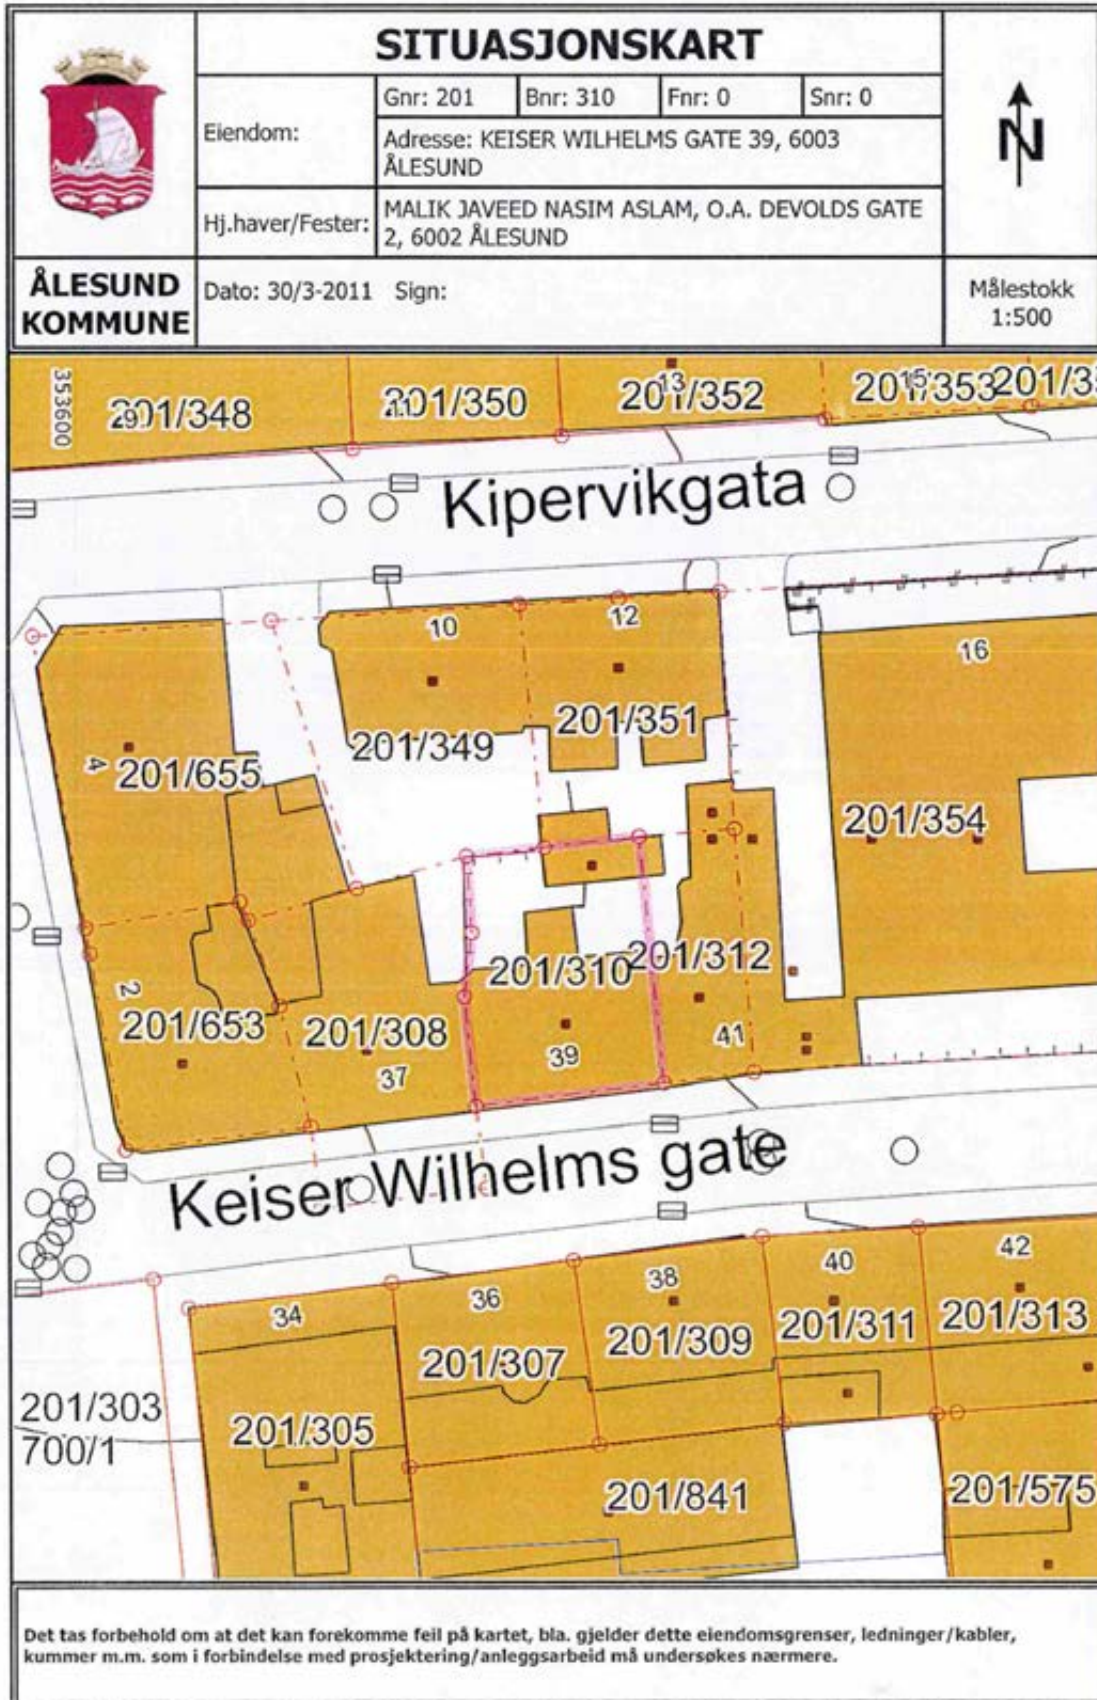 SITUASJONSKART
Eiendom:
Gnr: 201
Bnr: 310
Fnr: 0
Snr: 0
Adresse: KEISER WILHELMS GATE 39, 6003
ÅLESUND
Hj.haver/Fester:
MALIK JAVEED NASIM ASLAM, O.A. DEVOLDS GATE
2, 6002 ÅLESUND
N
ÅLESUND
KOMMUNE
Dato: 30/3-2011 Sign:
Målestokk
1:500
353600
201/348
201/350
13
201/352
15
201/353
Kipervikgata
10
12
16
201/349
201/351
4
201/655
201/354
2
201/653
201/308
37
201/310
39
201/312
41
Keiser Wilhelms gate
34
36
38
40
42
201/307
201/309
201/311
201/313
201/303
700/1
201/305
201/841
201/575
Det tas forbehold om at det kan forekomme feil på kartet, bla. gjelder dette eiendomsgrenser, ledninger/kabler,
kummer m.m. som i forbindelse med prosjektering/anleggsarbeid må undersøkes nærmere.